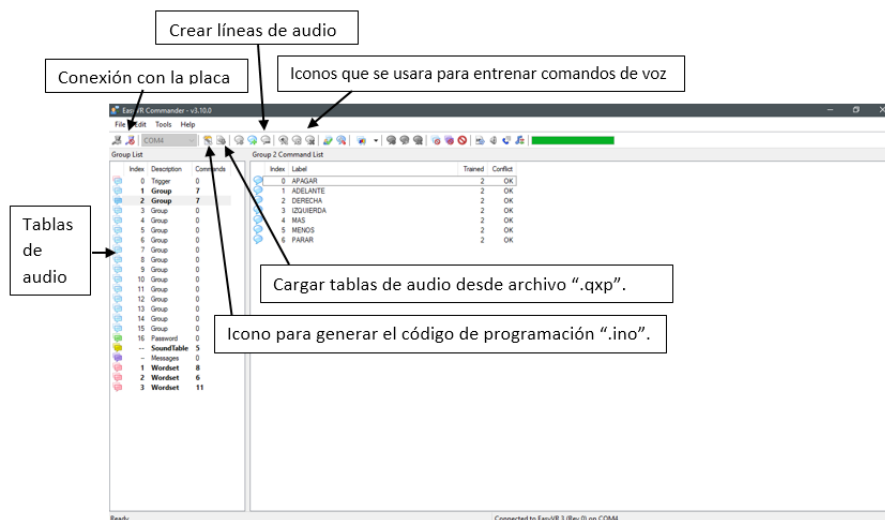 Crear líneas de audio
Conexión con la placa
Iconos que se usara para entrenar comandos de voz
EasyVR Commander - v3.10.0
File Edit Tools Help
COM4
Group List
Group 2 Command List
Index Description Commands
0 Trigger 0
1 Group 7
2 Group 7
3 Group 0
4 Group 0
5 Group 0
6 Group 0
7 Group 0
8 Group 0
9 Group 0
10 Group 0
11 Group 0
12 Group 0
13 Group 0
14 Group 0
15 Group 0
16 Password 0
-- SoundTable 5
-- Messages 0
1 Wordset 8
2 Wordset 6
3 Wordset 11
Index Label Trained Conflict
0 APAGAR 2 OK
1 ADELANTE 2 OK
2 DERECHA 2 OK
3 IZQUIERDA 2 OK
4 MAS 2 OK
5 MENOS 2 OK
6 PARAR 2 OK
Tablas
de
audio
Cargar tablas de audio desde archivo “.qxp”.
Icono para generar el código de programación “.ino”.
Ready
Connected to EasyVR 3 (Rev 0) on COM4